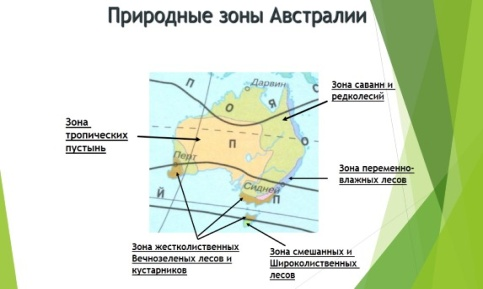 Природные зоны Австралии
Зона саванн и
редколесий
Дарвин
П О Я С
Зона
тропических
пустынь
П
О
Перт
Зона переменно-
влажных лесов
Сидней
Й
П
Зона жестколиственных
Вечнозеленых лесов и
кустарников
Зона смешанных и
Широколиственных
лесов